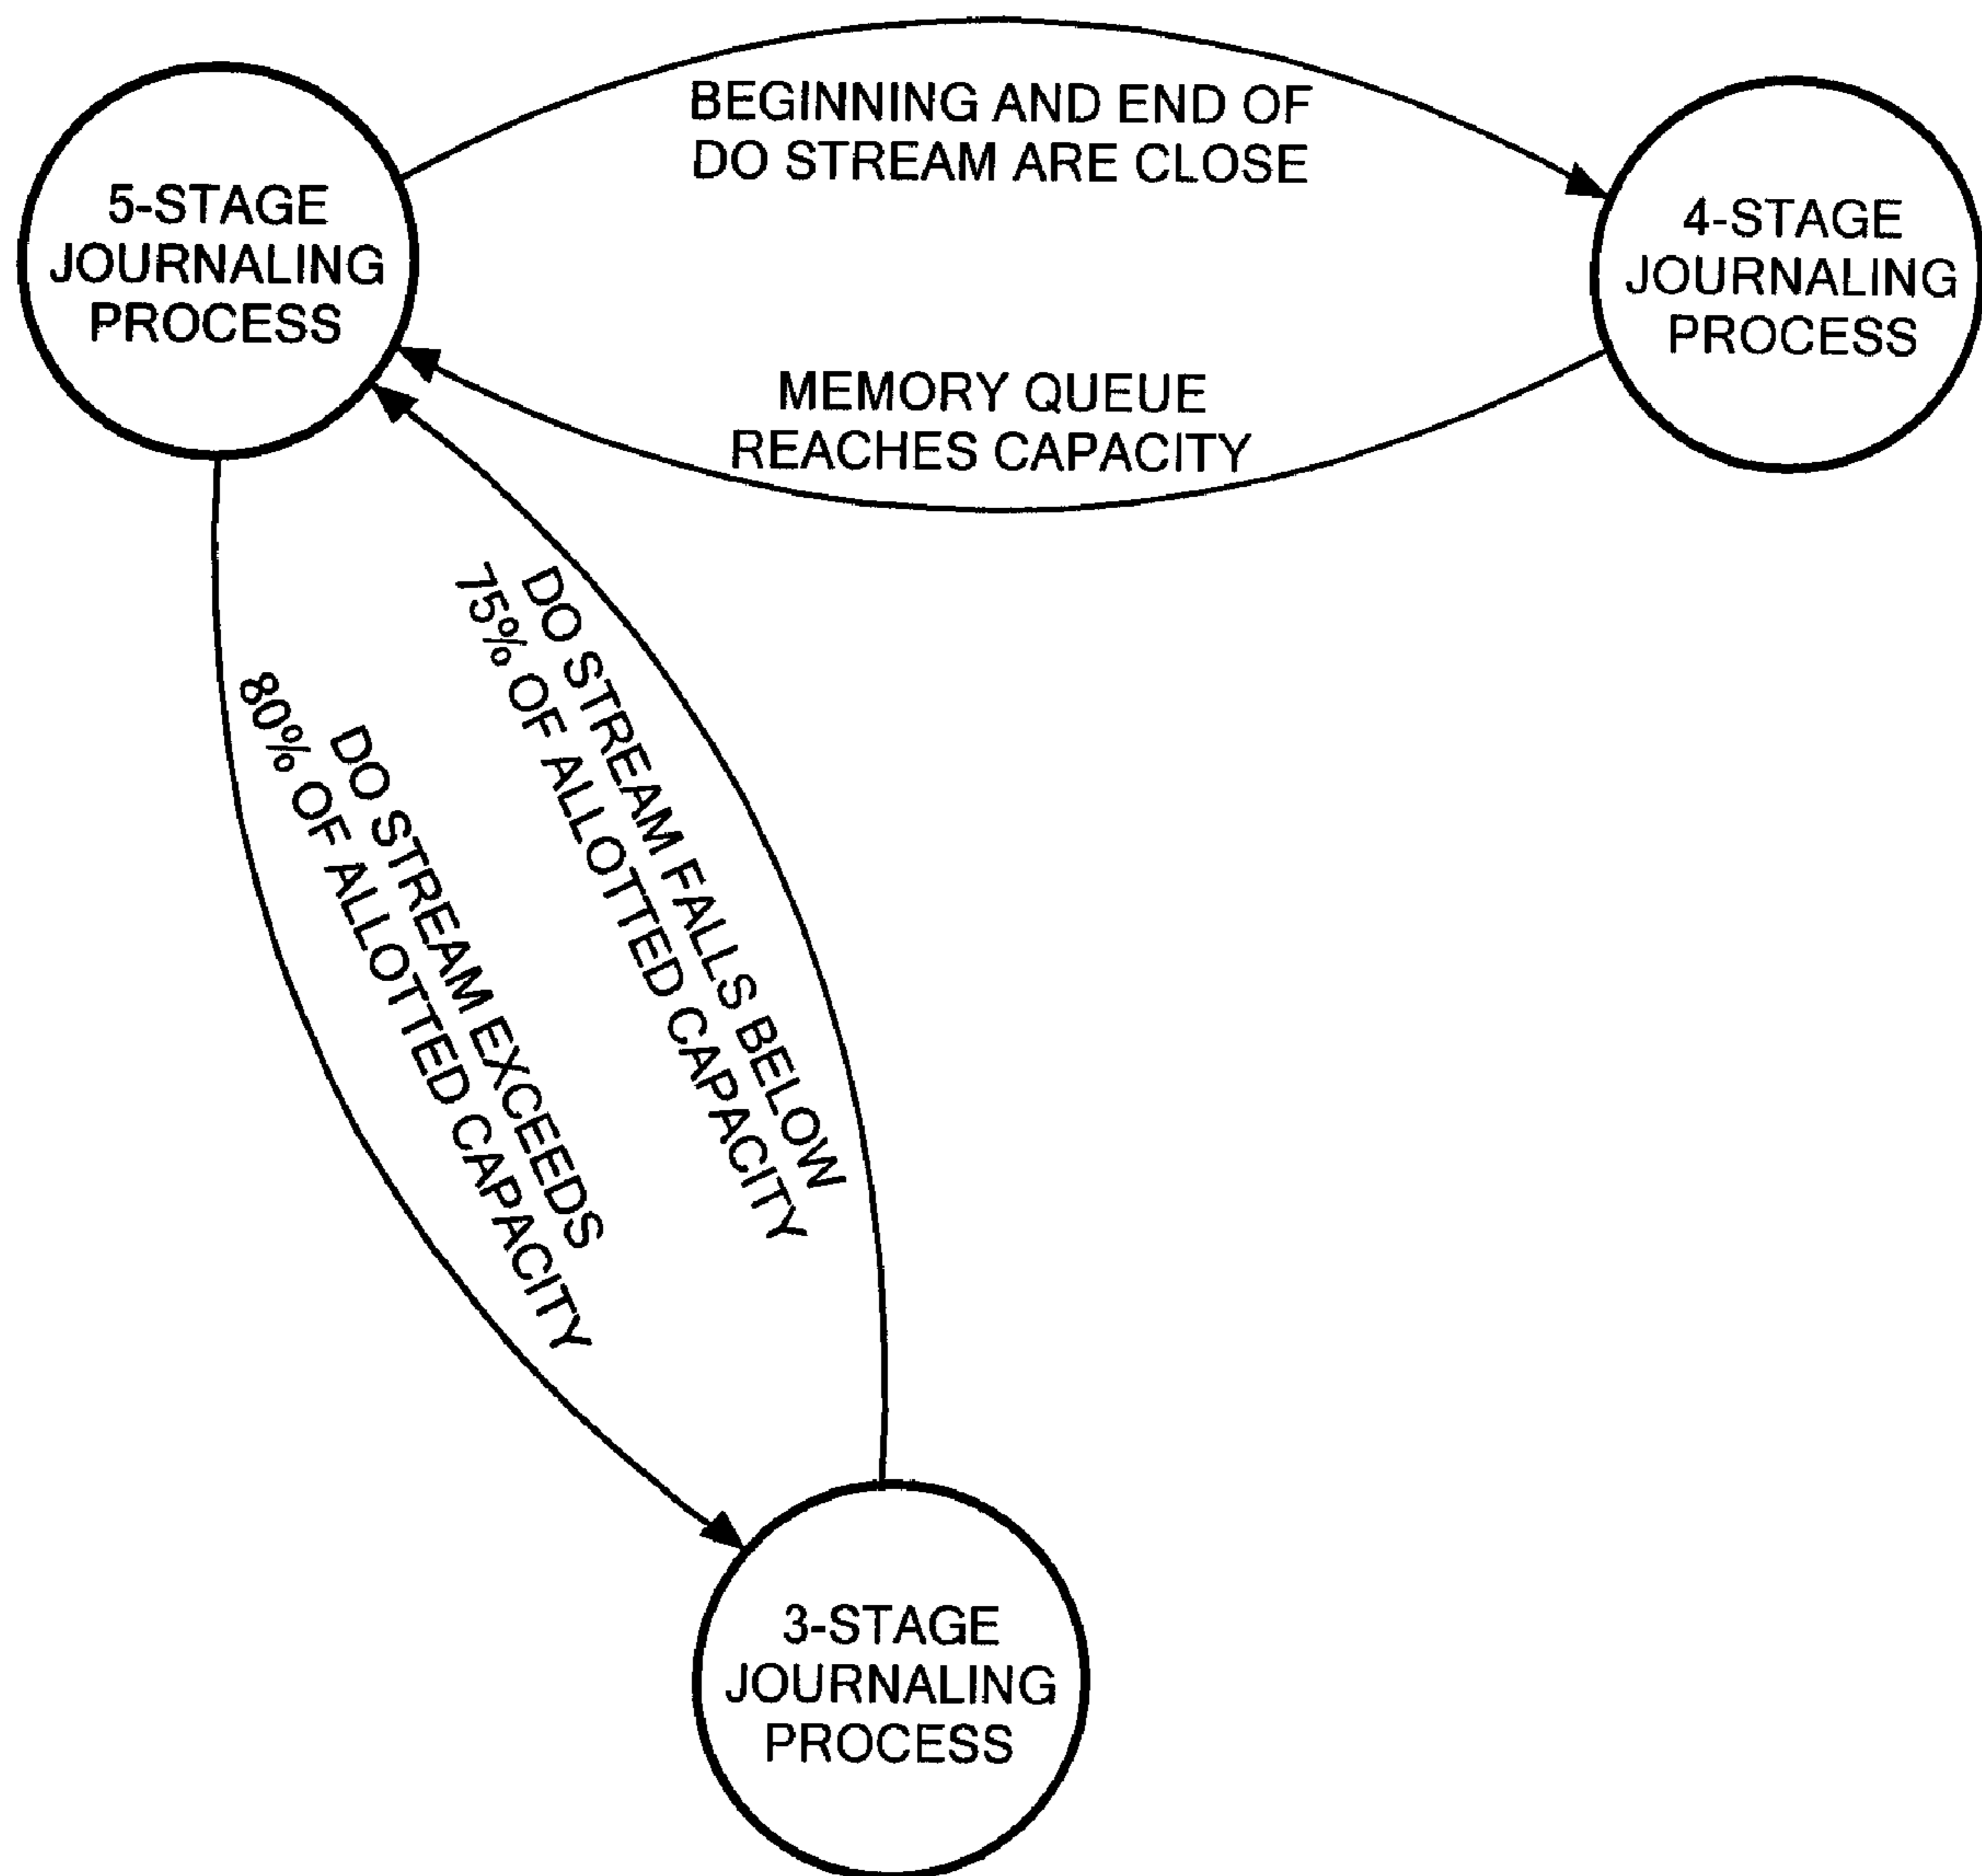 BEGINNING AND END OF
DO STREAM ARE CLOSE
5-STAGE
JOURNALING
PROCESS
4-STAGE
JOURNALING
PROCESS
MEMORY QUEUE
REACHES CAPACITY
DO STREAM FALLS BELOW
75% OF ALLOTTED CAPACITY
DO STREAM EXCEEDS
80% OF ALLOTTED CAPACITY
3-STAGE
JOURNALING
PROCESS